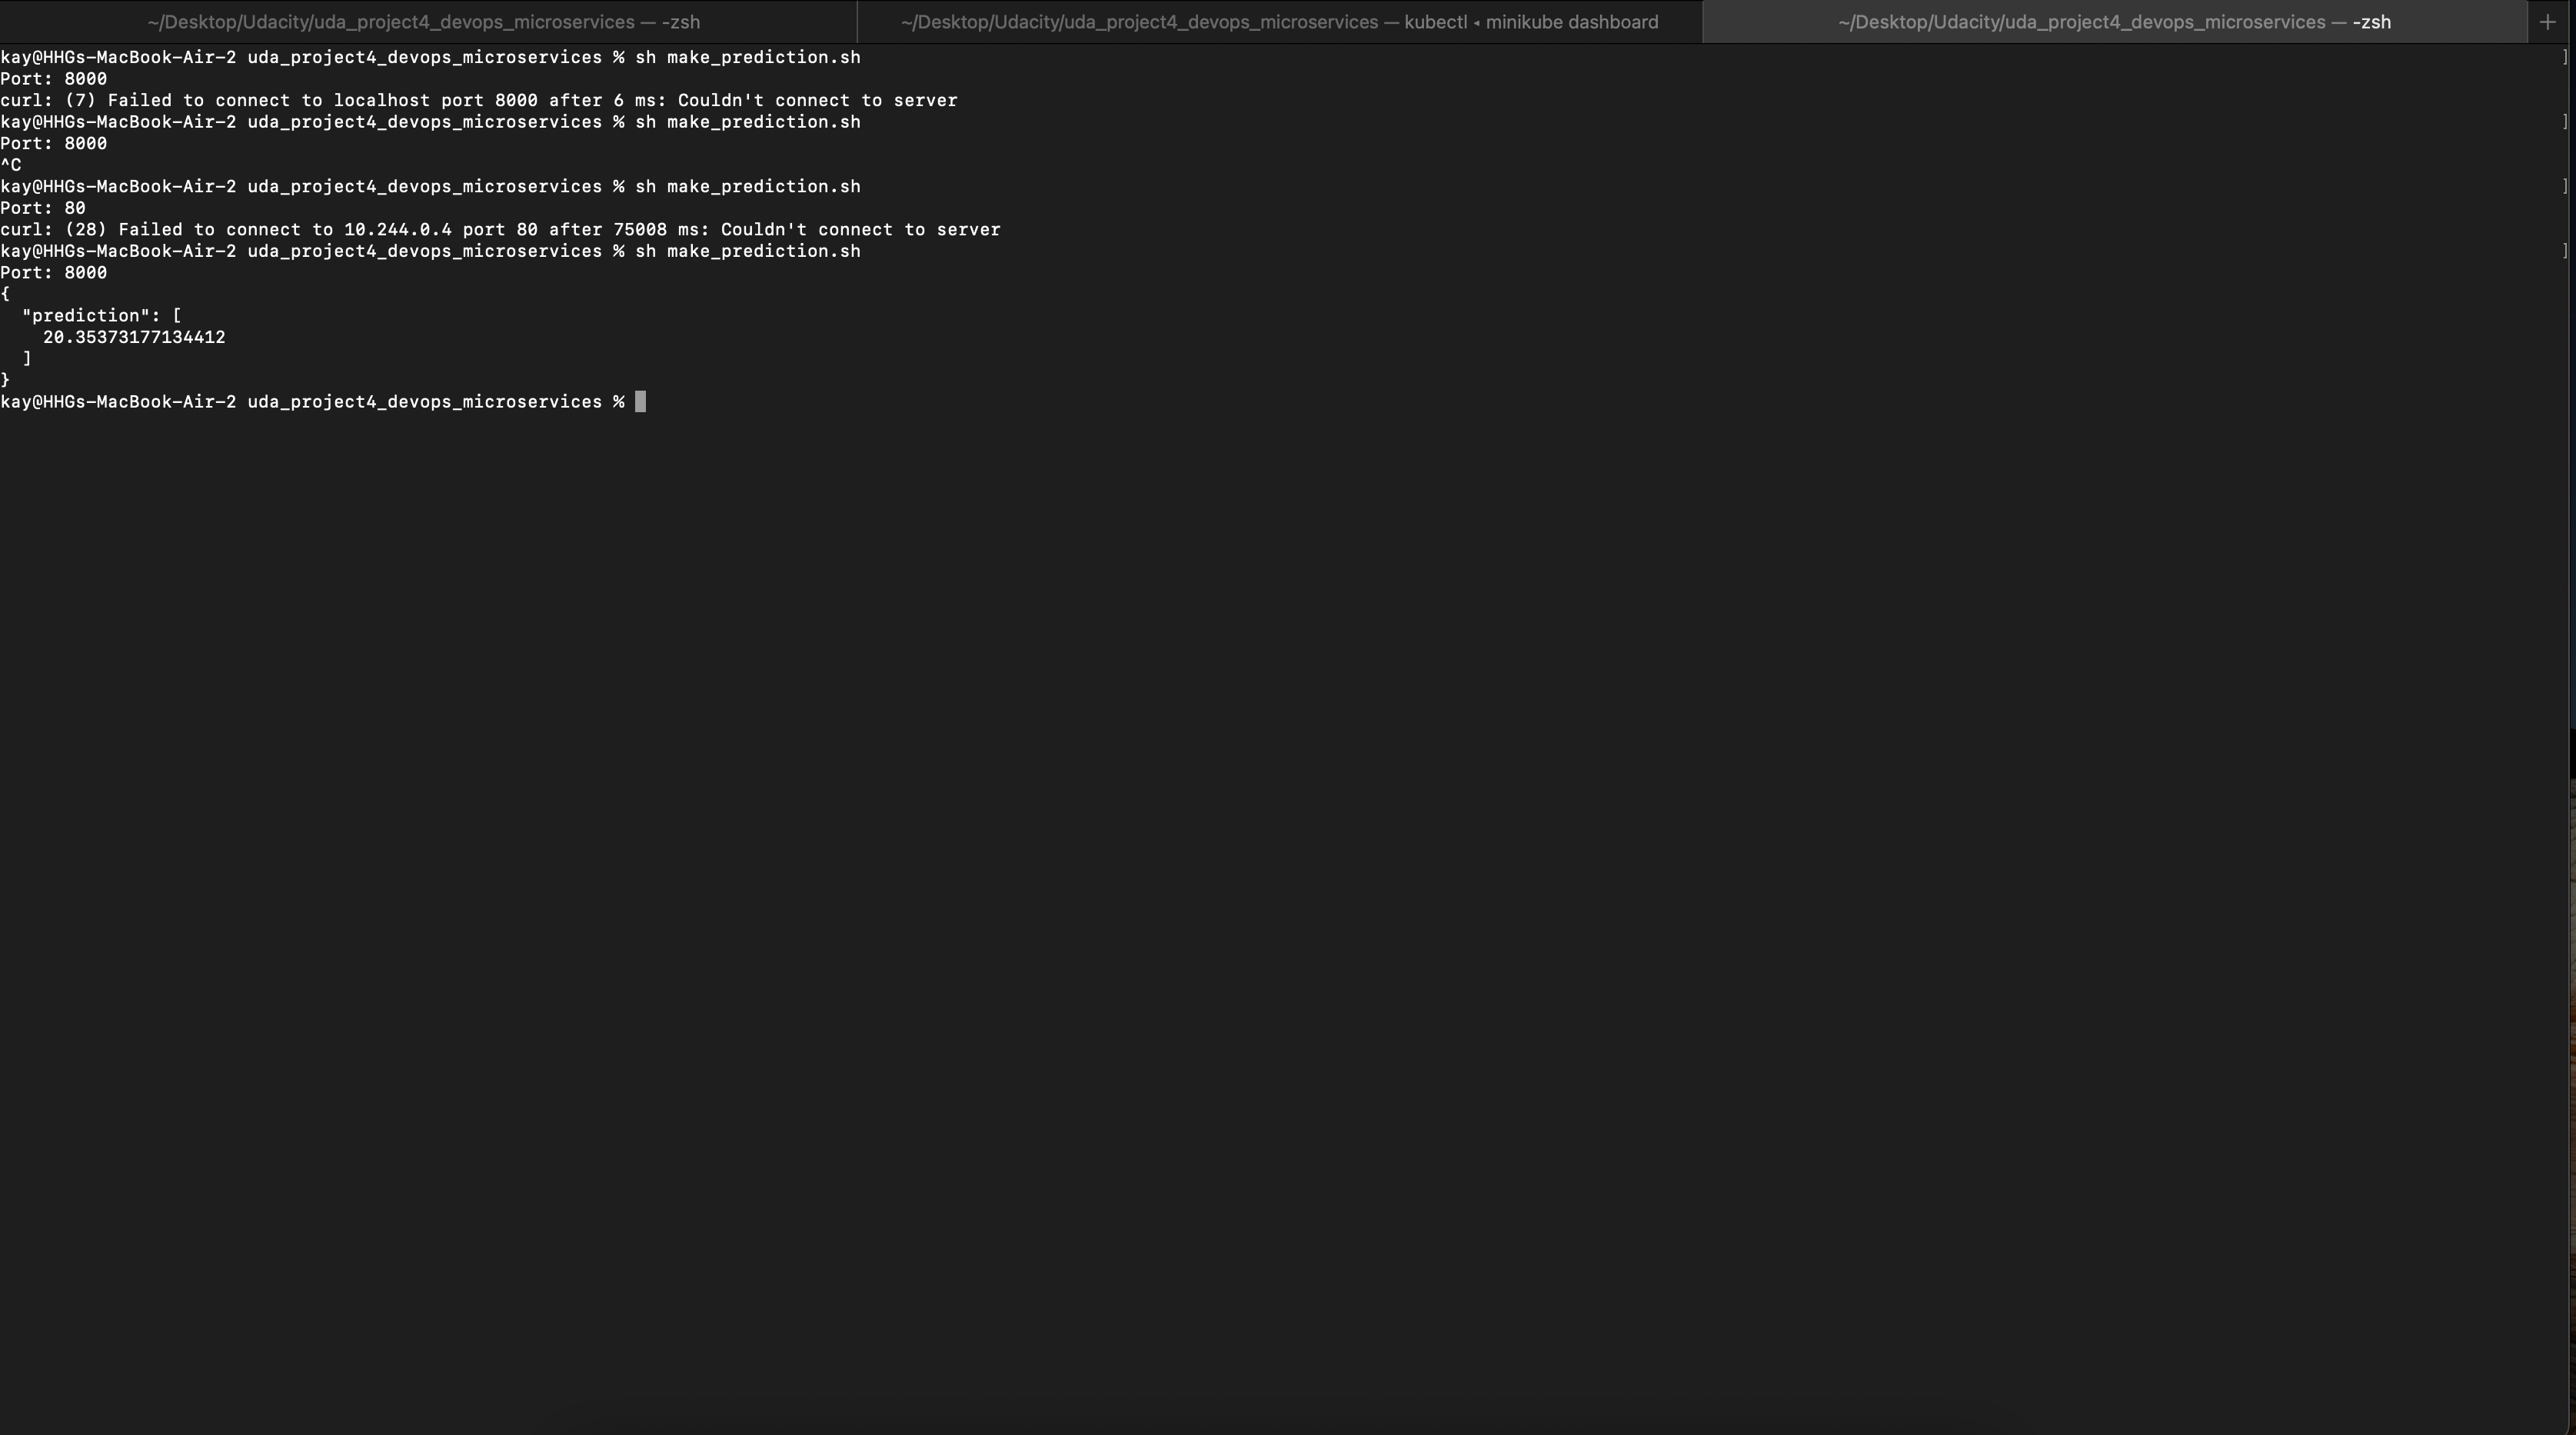 ~/Desktop/Udacity/uda_project4_devops_microservices — -zsh
~/Desktop/Udacity/uda_project4_devops_microservices — kubectl ◂ minikube dashboard
~/Desktop/Udacity/uda_project4_devops_microservices — -zsh
+
kay@HHGs-MacBook-Air-2 uda_project4_devops_microservices % sh make_prediction.sh ]
Port: 8000
curl: (7) Failed to connect to localhost port 8000 after 6 ms: Couldn't connect to server
kay@HHGs-MacBook-Air-2 uda_project4_devops_microservices % sh make_prediction.sh ]
Port: 8000
^C
kay@HHGs-MacBook-Air-2 uda_project4_devops_microservices % sh make_prediction.sh ]
Port: 80
curl: (28) Failed to connect to 10.244.0.4 port 80 after 75008 ms: Couldn't connect to server
kay@HHGs-MacBook-Air-2 uda_project4_devops_microservices % sh make_prediction.sh ]
Port: 8000
{
  "prediction": [
    20.35373177134412
  ]
}
kay@HHGs-MacBook-Air-2 uda_project4_devops_microservices %